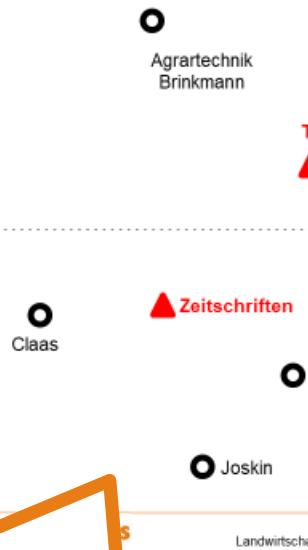 Agrartechnik
Brinkmann
Zeitschriften
Claas
Joskin